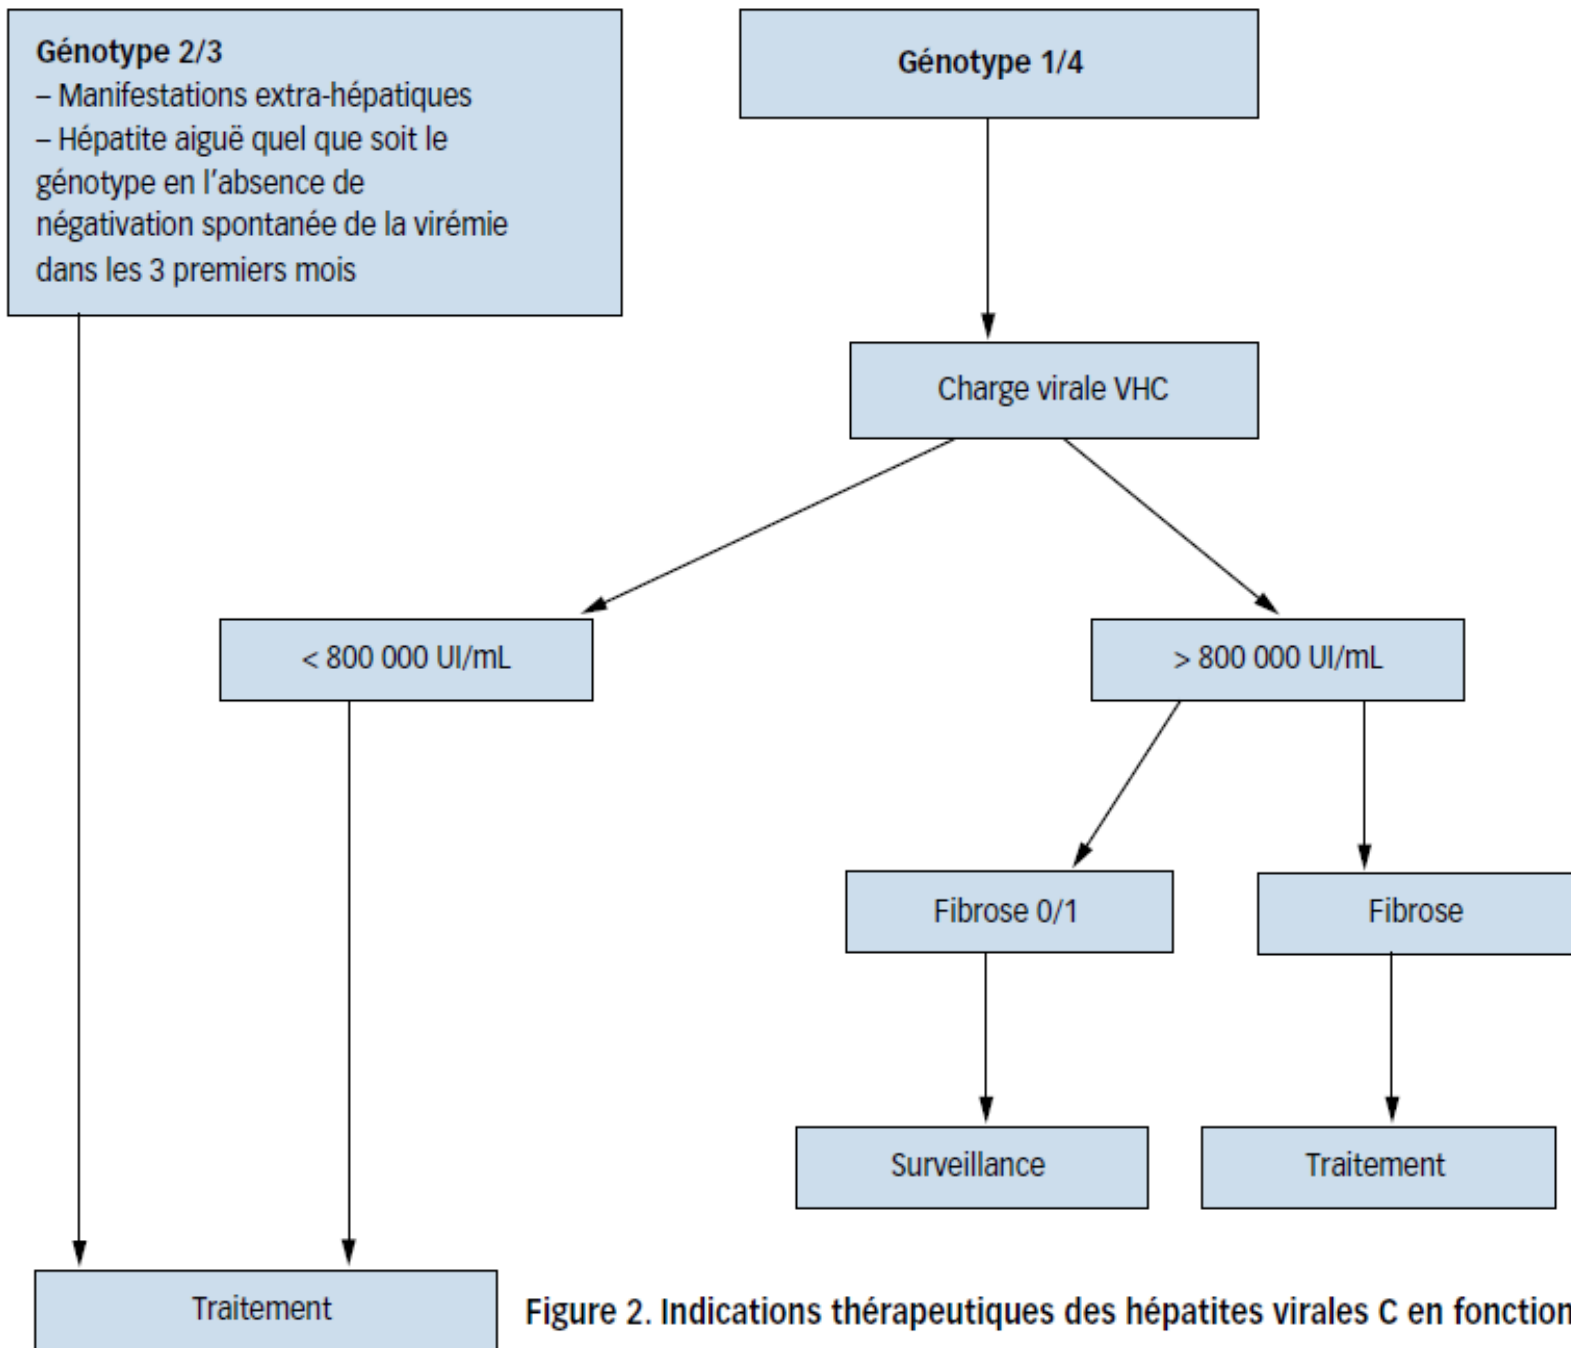 Génotype 2/3
– Manifestations extra-hépatiques
– Hépatite aiguë quel que soit le
génotype en l'absence de
négativation spontanée de la virémie
dans les 3 premiers mois
Génotype 1/4
Charge virale VHC
< 800 000 UI/mL
> 800 000 UI/mL
Fibrose 0/1
Fibrose
Surveillance
Traitement
Traitement
Figure 2. Indications thérapeutiques des hépatites virales C en fonction